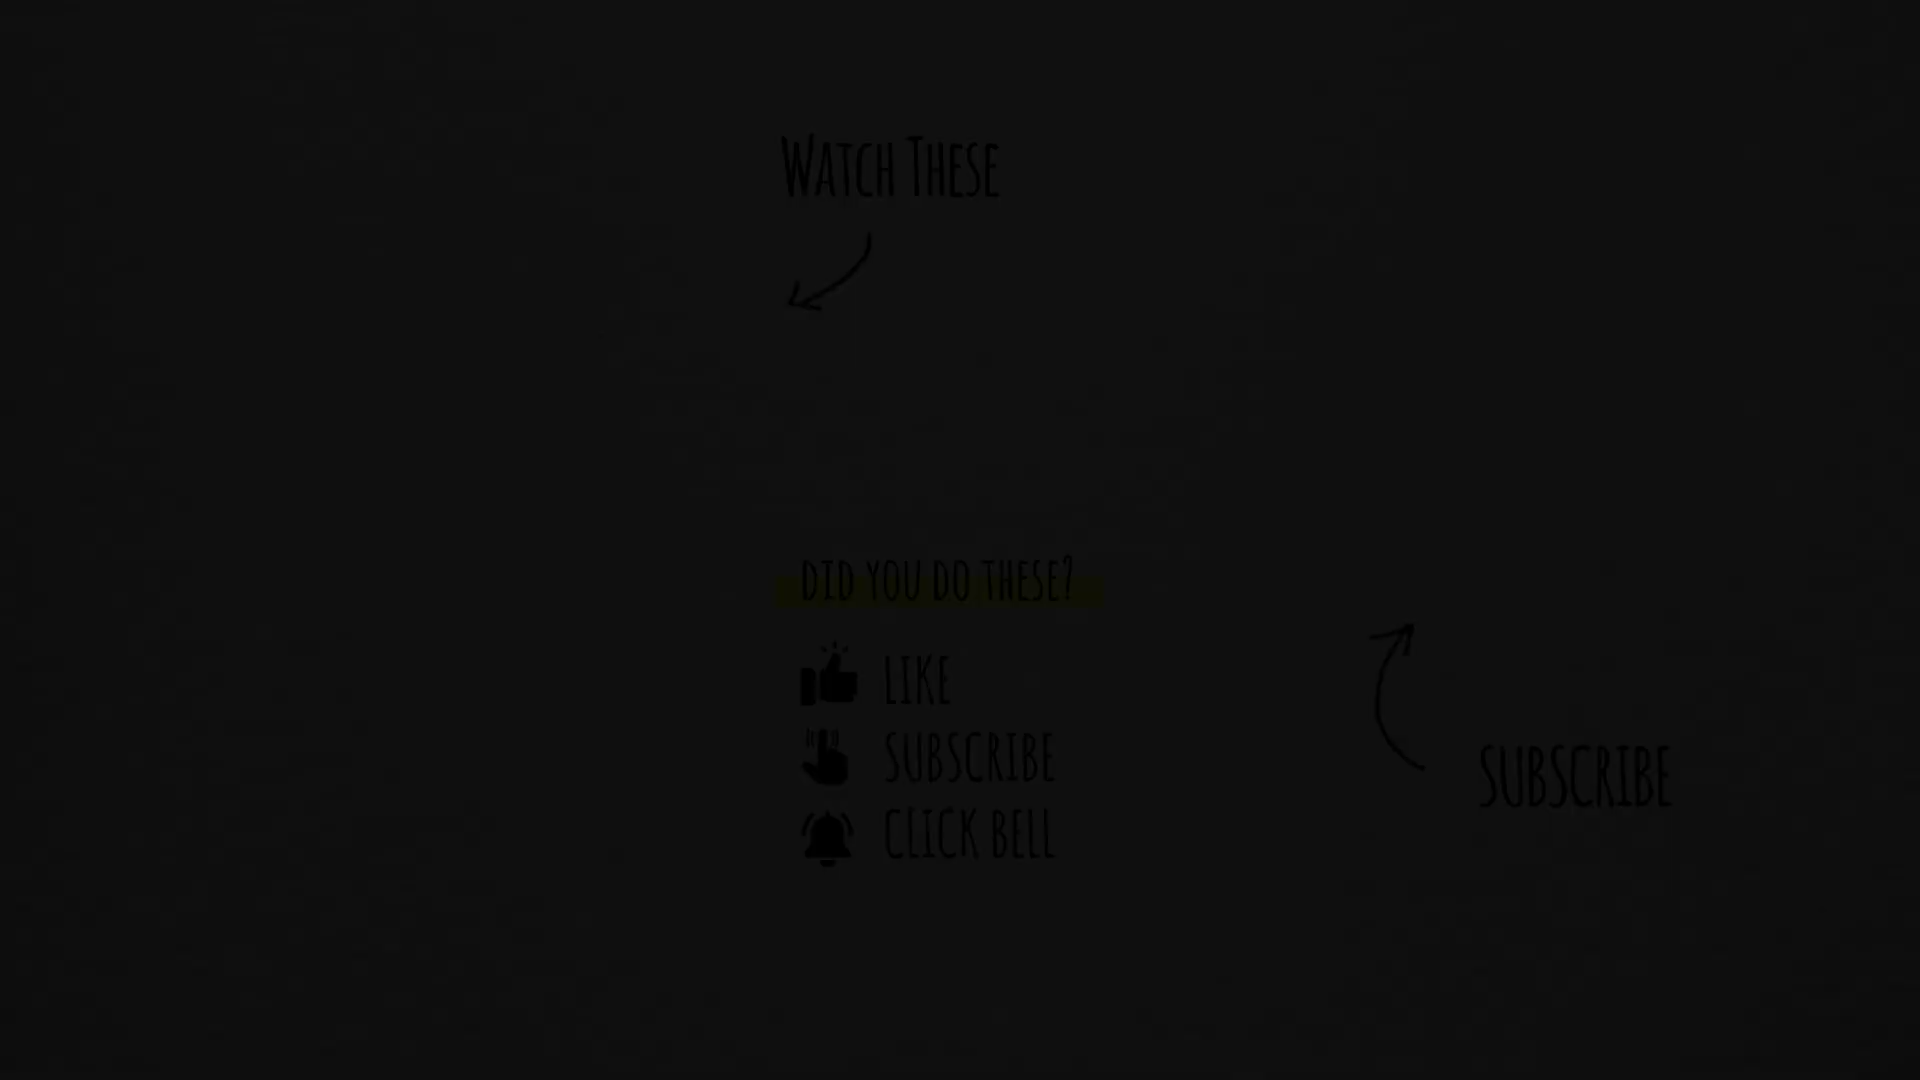 Watch These
DID YOU DO THESE?
LIKE
SUBSCRIBE
CLICK BELL
SUBSCRIBE